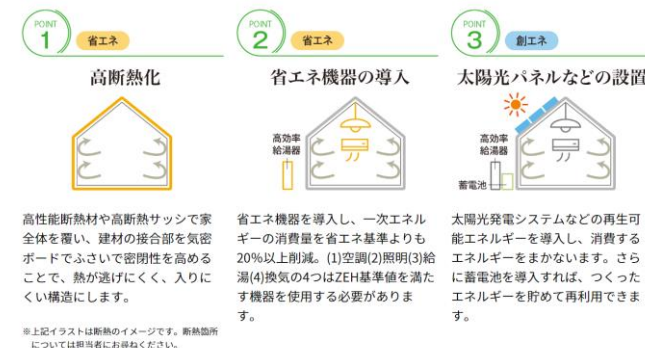 POINT
1
省エネ
高断熱化
高性能断熱材や高断熱サッシで家
全体を覆い、建材の接合部を気密
ボードでふさいで密閉性を高める
ことで、熱が逃げにくく、入りに
くい構造にします。
※上記イラストは断熱のイメージです。断熱箇所
については担当者にお尋ねください。
POINT
2
省エネ
省エネ機器の導入
高効率
給湯器
省エネ機器を導入し、一次エネル
ギーの消費量を省エネ基準よりも
20%以上削減。(1)空調(2)照明(3)給
湯(4)換気の4つはZEH基準値を満た
す機器を使用する必要がありま
す。
POINT
3
創エネ
太陽光パネルなどの設置
高効率
給湯器
蓄電池
太陽光発電システムなどの再生可
能エネルギーを導入し、消費する
エネルギーをまかないます。さら
に蓄電池を導入すれば、つくった
エネルギーを貯めて再利用できま
す。